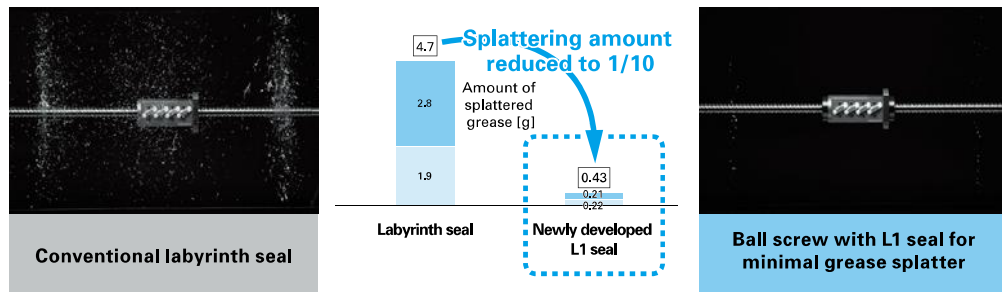 Conventional labyrinth seal
Splattering amount
reduced to 1/10
4.7
2.8
1.9
Amount of
splattered
grease [g]
0.43
0.21
0.22
Labyrinth seal
Newly developed
L1 seal
Ball screw with L1 seal for
minimal grease splatter